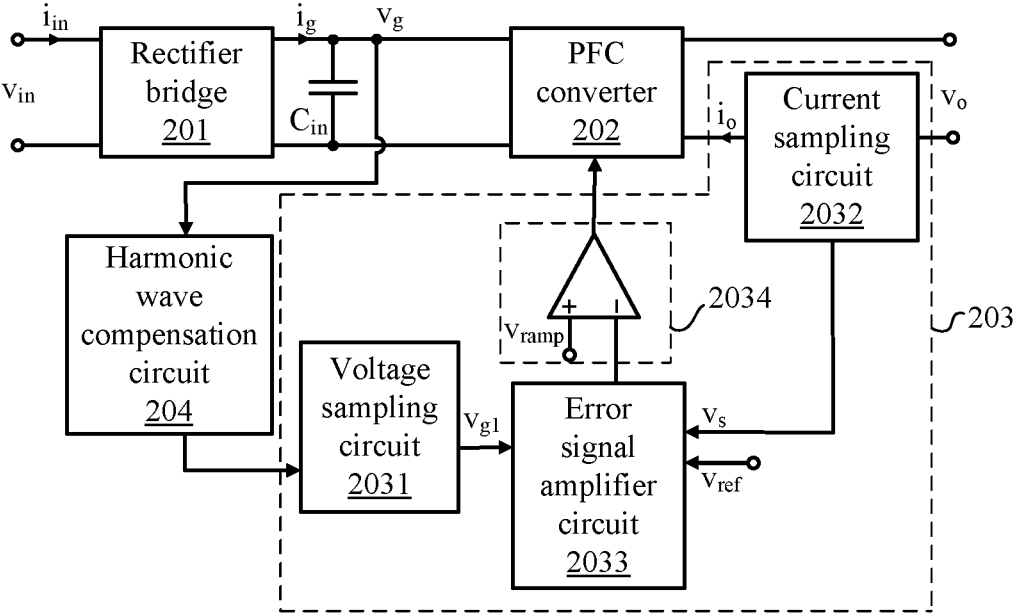 i_in
i_g
v_g
v_in
Rectifier
bridge
201
C_in
PFC
converter
202
i_o
Current
sampling
circuit
2032
v_o
Harmonic
wave
compensation
circuit
204
+
−
v_ramp
2034
203
Voltage
sampling
circuit
2031
v_g1
Error
signal
amplifier
circuit
2033
v_s
v_ref